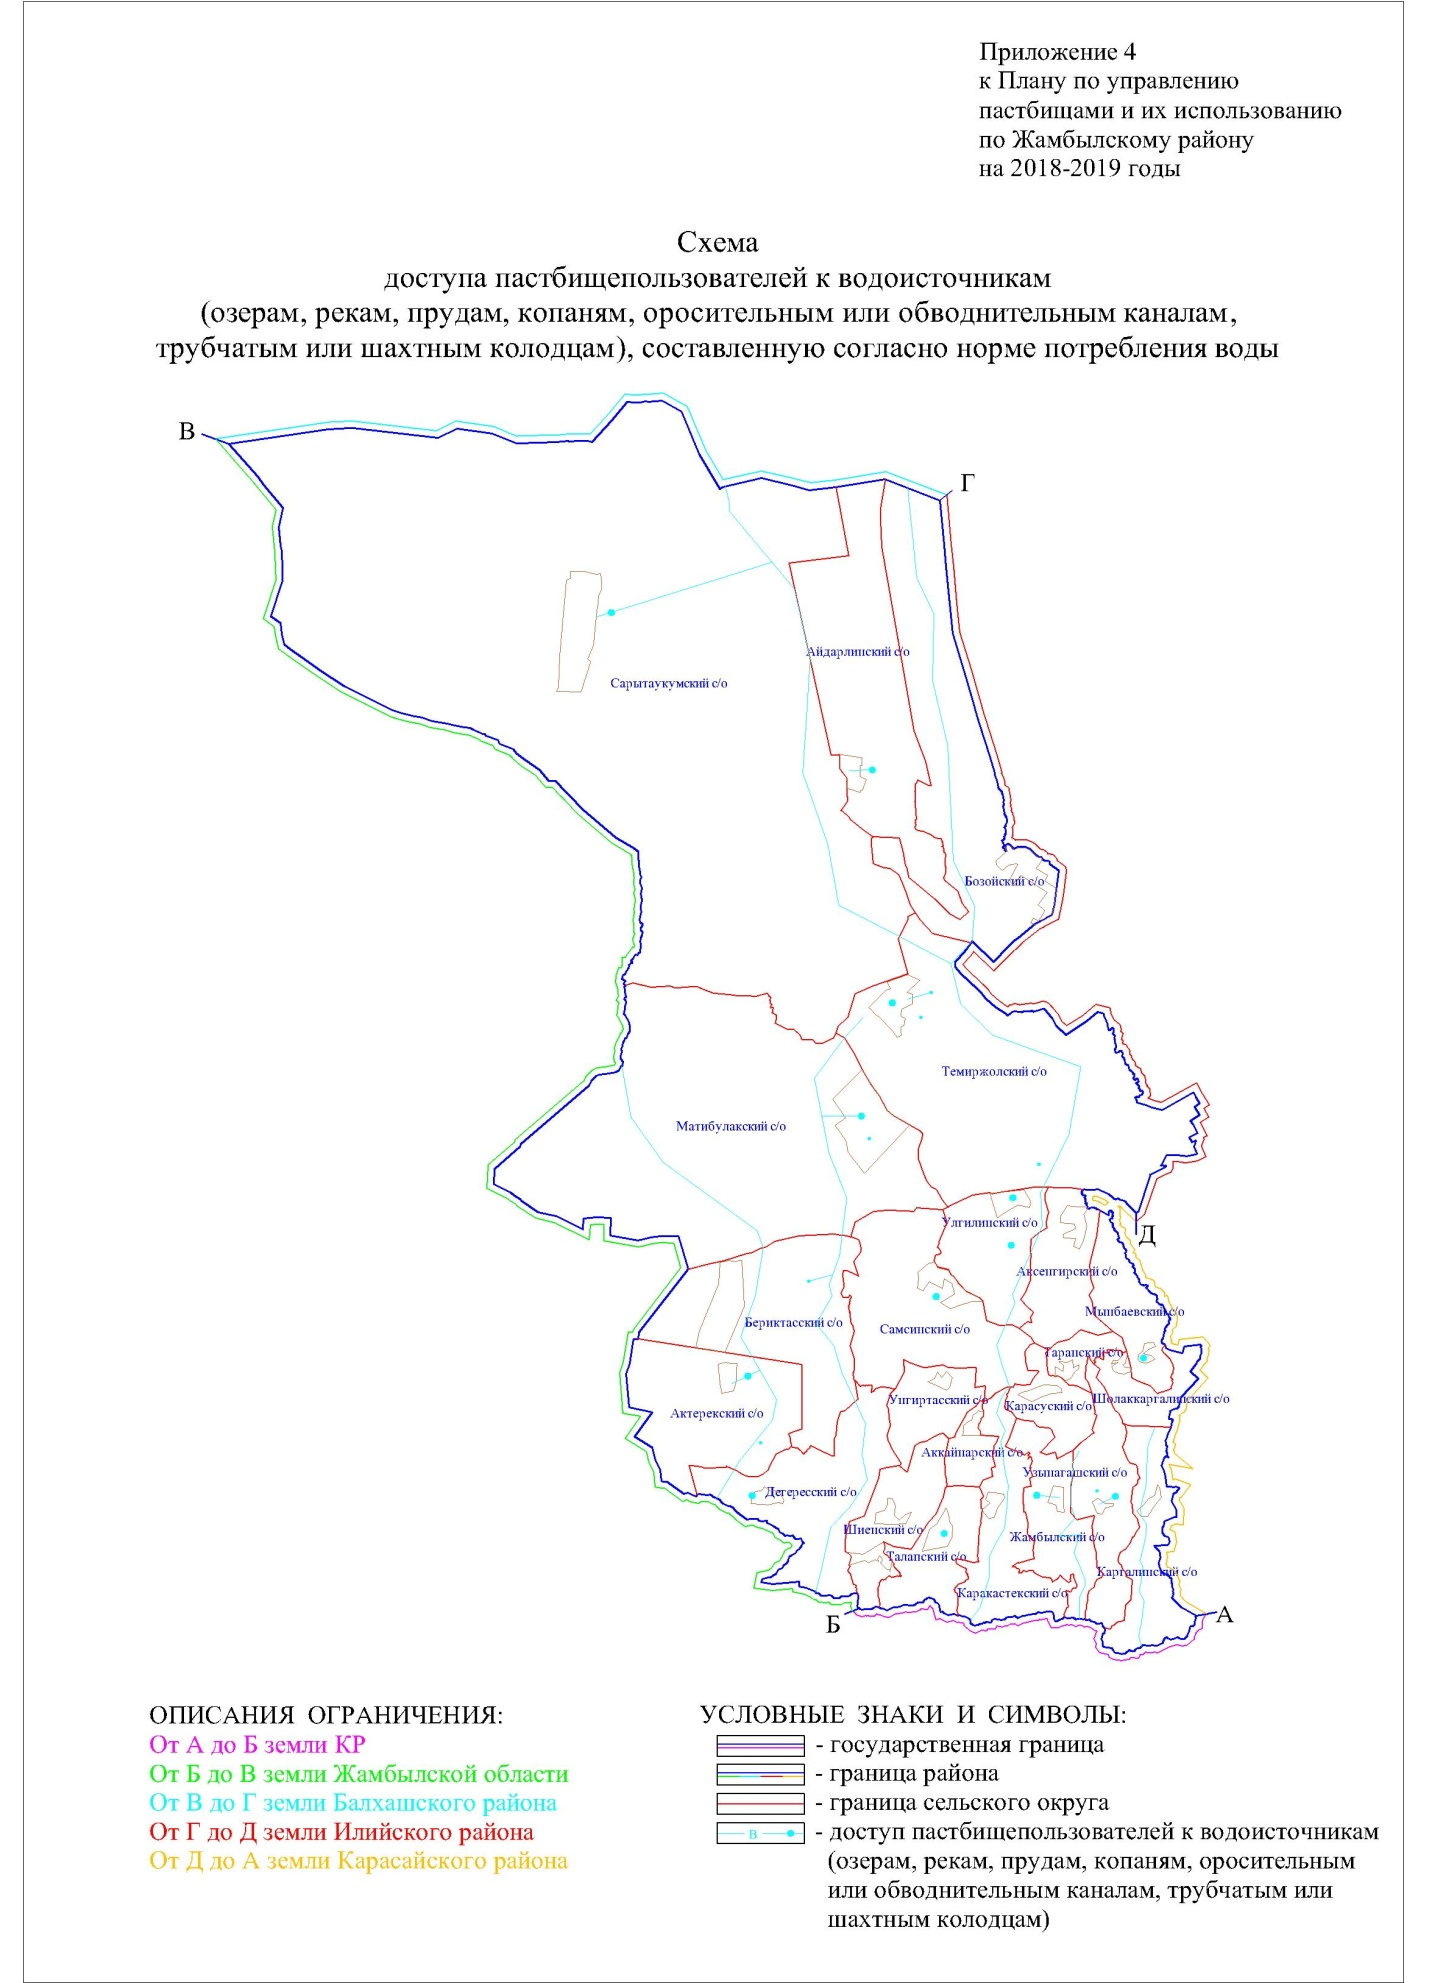 Приложение 4
к Плану по управлению
пастбищами и их использованию
по Жамбылскому району
на 2018-2019 годы
Схема
доступа пастбищепользователей к водоисточникам
(озерам, рекам, прудам, копаням, оросительным или обводнительным каналам,
трубчатым или шахтным колодцам), составленную согласно норме потребления воды
В
Г
Айдарлинский с/о
Сарытаукумский с/о
Бозойский с/о
Темиржолский с/о
Матибулакский с/о
Улгилинский с/о
Д
Аксенгирский с/о
Мынбаевский с/о
Бериктасский с/о
Самсинский с/о
Таранский с/о
Унгиртасский с/о
Карасуский с/о
Шолаккаргалинский с/о
Актерекский с/о
Аккайнарский с/о
Узынагашский с/о
Дегересский с/о
Шиенский с/о
Жамбылский с/о
Талапский с/о
Каргалинский с/о
Каракастекский с/о
Б
А
ОПИСАНИЯ ОГРАНИЧЕНИЯ:
От А до Б земли КР
От Б до В земли Жамбылской области
От В до Г земли Балхашского района
От Г до Д земли Илийского района
От Д до А земли Карасайского района
УСЛОВНЫЕ ЗНАКИ И СИМВОЛЫ:
- государственная граница
- граница района
- граница сельского округа
в
- доступ пастбищепользователей к водоисточникам
(озерам, рекам, прудам, копаням, оросительным
или обводнительным каналам, трубчатым или
шахтным колодцам)